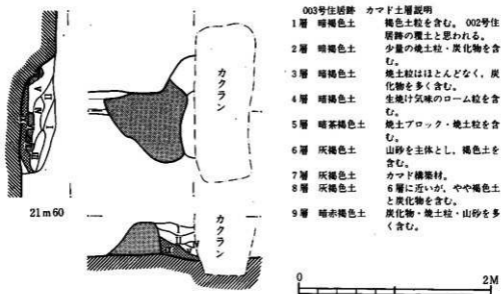 003号住居跡 カマド土層説明
1層 暗褐色土 褐色土粒を含む。 002号住
居跡の覆土と思われる。
2層 暗褐色土 少量の焼土粒・炭化物を含
む。
3層 暗褐色土 焼土粒はほとんどなく、炭
化物を多く含む。
4層 暗褐色土 生焼け気味のローム粒を含
む。
5層 暗茶褐色土 焼土ブロック・焼土粒を含
む。
6層 灰褐色土 山砂を主体とし、褐色土を
含む。
7層 灰褐色土 カマド構築材。
8層 灰褐色土 6層に近いが、やや褐色土
と炭化物を含む。
9層 暗赤褐色土 炭化物・焼土粒・山砂を多
く含む。
カクラン
21m60
カクラン
0 2M